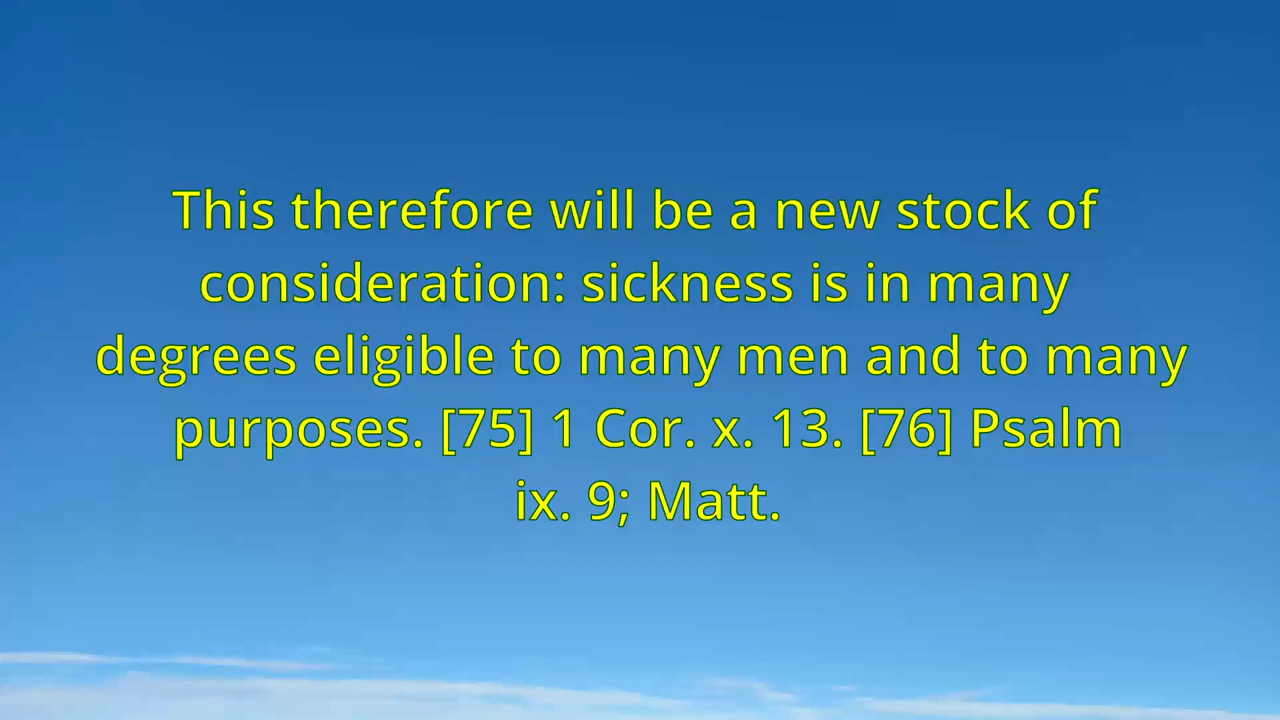 This therefore will be a new stock of
consideration: sickness is in many
degrees eligible to many men and to many
purposes. [75] 1 Cor. x. 13. [76] Psalm
ix. 9; Matt.